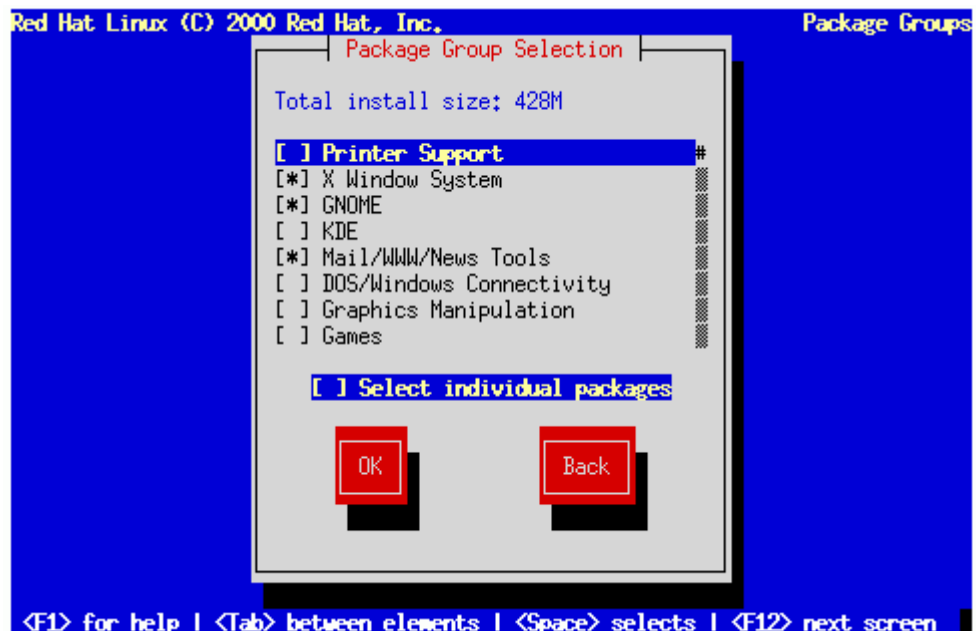 Red Hat Linux (C) 2000 Red Hat, Inc. Package Groups
Package Group Selection
Total install size: 428M
[ ] Printer Support #
[*] X Window System
[*] GNOME
[ ] KDE
[*] Mail/WWW/News Tools
[ ] DOS/Windows Connectivity
[ ] Graphics Manipulation
[ ] Games
[ ] Select individual packages
OK Back
<F1> for help | <Tab> between elements | <Space> selects | <F12> next screen